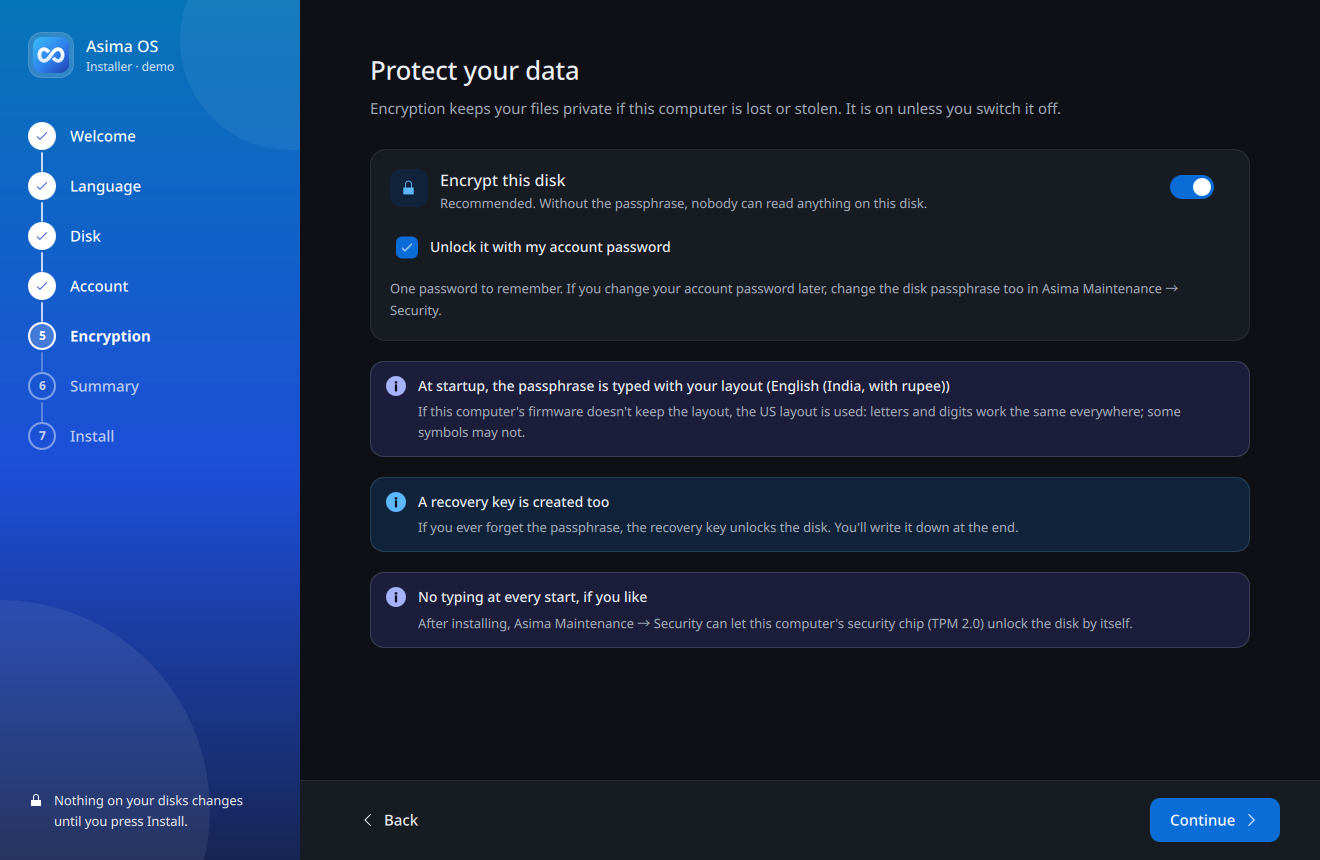 Asima OS
Installer · demo
Welcome
Language
Disk
Account
5
Encryption
6
Summary
7
Install
Nothing on your disks changes
until you press Install.
Protect your data
Encryption keeps your files private if this computer is lost or stolen. It is on unless you switch it off.
Encrypt this disk
Recommended. Without the passphrase, nobody can read anything on this disk.
Unlock it with my account password
One password to remember. If you change your account password later, change the disk passphrase too in Asima Maintenance →
Security.
At startup, the passphrase is typed with your layout (English (India, with rupee))
If this computer's firmware doesn't keep the layout, the US layout is used: letters and digits work the same everywhere; some
symbols may not.
A recovery key is created too
If you ever forget the passphrase, the recovery key unlocks the disk. You'll write it down at the end.
No typing at every start, if you like
After installing, Asima Maintenance → Security can let this computer's security chip (TPM 2.0) unlock the disk by itself.
Back
Continue